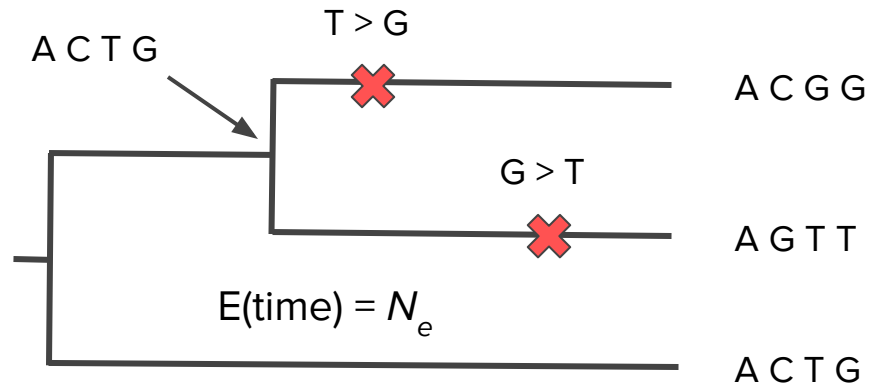 T > G
A C T G
A C G G
G > T
A G T T
E(time) = Nₑ
A C T G